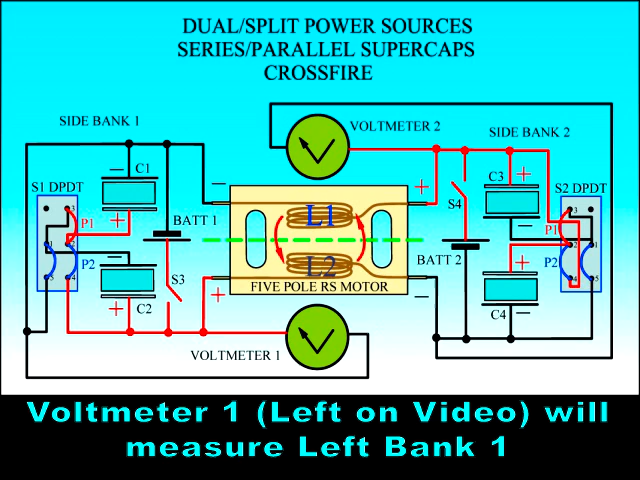 DUAL/SPLIT POWER SOURCES
SERIES/PARALLEL SUPERCAPS
CROSSFIRE
SIDE BANK 1
VOLTMETER 2
SIDE BANK 2
C1
C3
S1 DPDT
S2 DPDT
P1
P2
BATT 1
L1
S4
P1
P2
BATT 2
S3
L2
C2
FIVE POLE RS MOTOR
C4
VOLTMETER 1
Voltmeter 1 (Left on Video) will
measure Left Bank 1